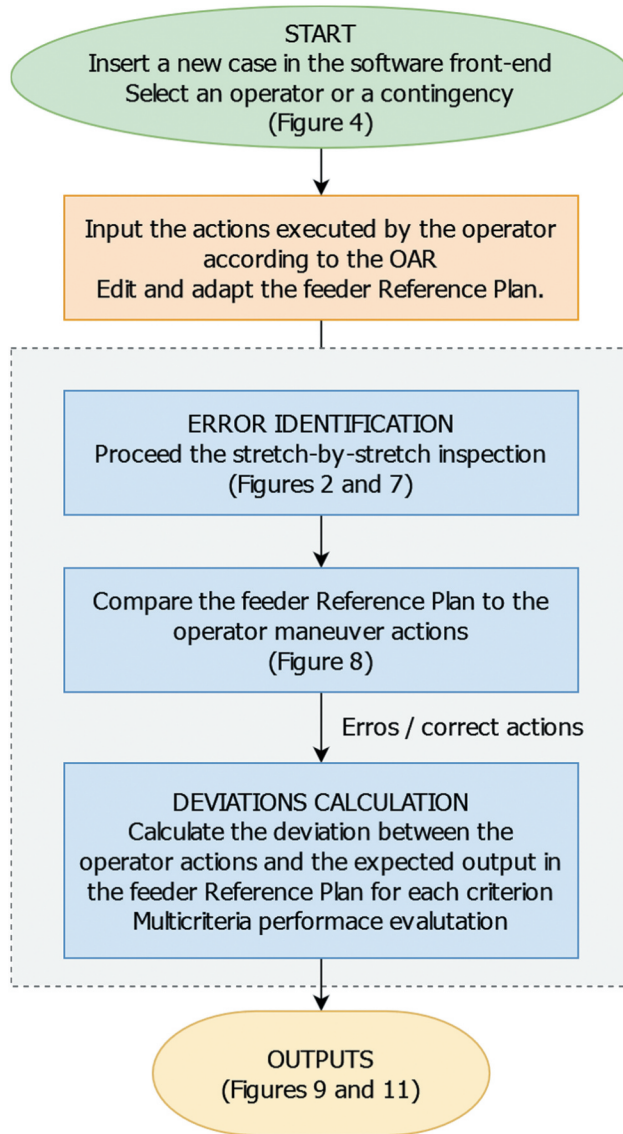 START
Insert a new case in the software front-end
Select an operator or a contingency
(Figure 4)
Input the actions executed by the operator
according to the OAR
Edit and adapt the feeder Reference Plan.
ERROR IDENTIFICATION
Proceed the stretch-by-stretch inspection
(Figures 2 and 7)
Compare the feeder Reference Plan to the
operator maneuver actions
(Figure 8)
Erros / correct actions
DEVIATIONS CALCULATION
Calculate the deviation between the
operator actions and the expected output in
the feeder Reference Plan for each criterion
Multicriteria performace evalutation
OUTPUTS
(Figures 9 and 11)